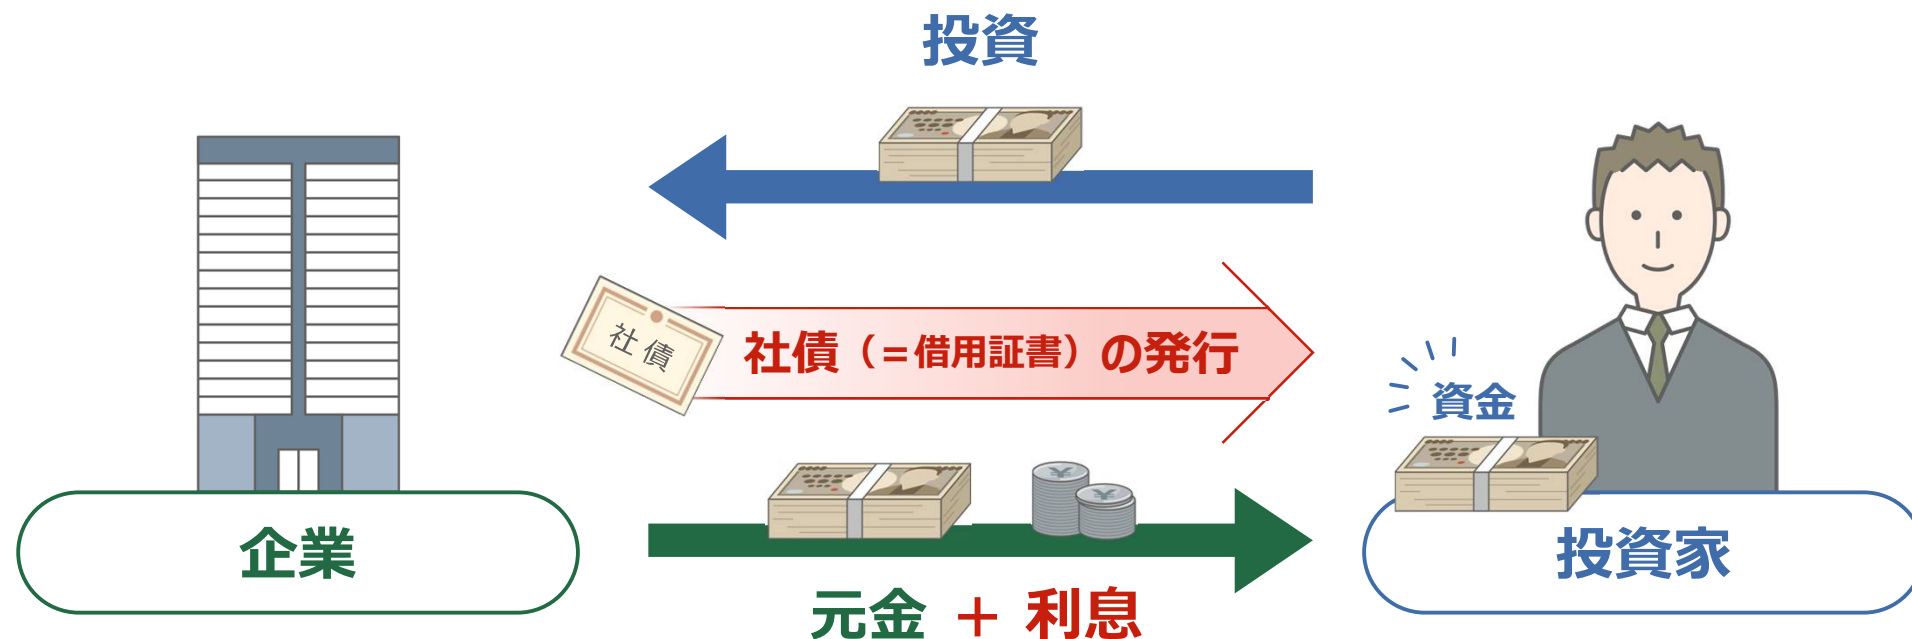 投資
社債
社債（＝借用証書）の発行
資金
企業
投資家
元金 ＋ 利息